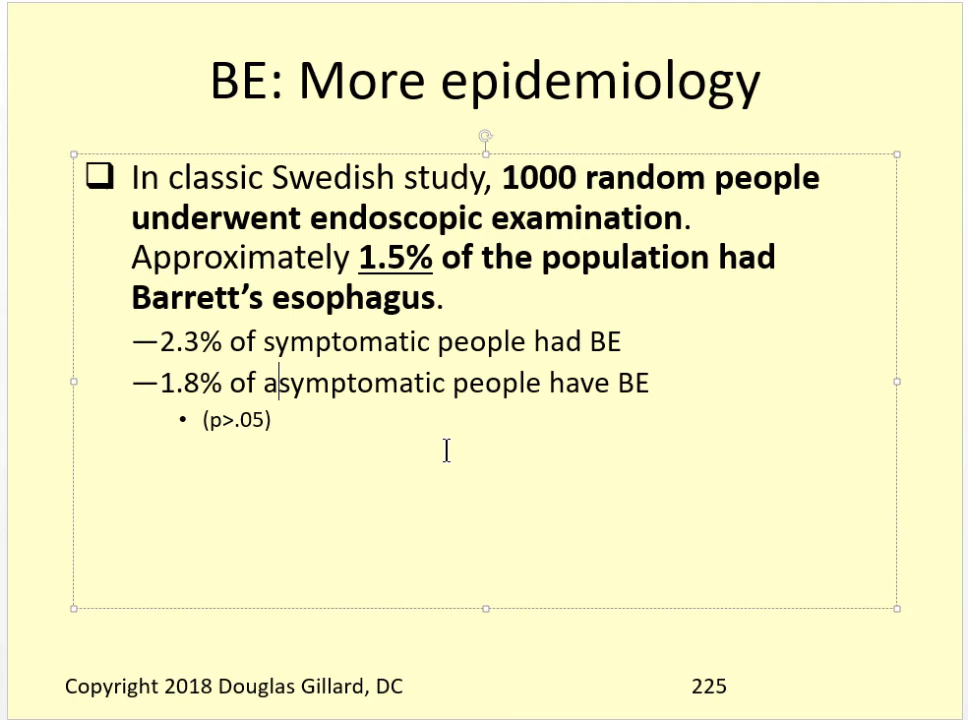 BE: More epidemiology
❑ In classic Swedish study, 1000 random people
underwent endoscopic examination.
Approximately 1.5% of the population had
Barrett’s esophagus.
—2.3% of symptomatic people had BE
—1.8% of asymptomatic people have BE
• (p>.05)
Copyright 2018 Douglas Gillard, DC
225